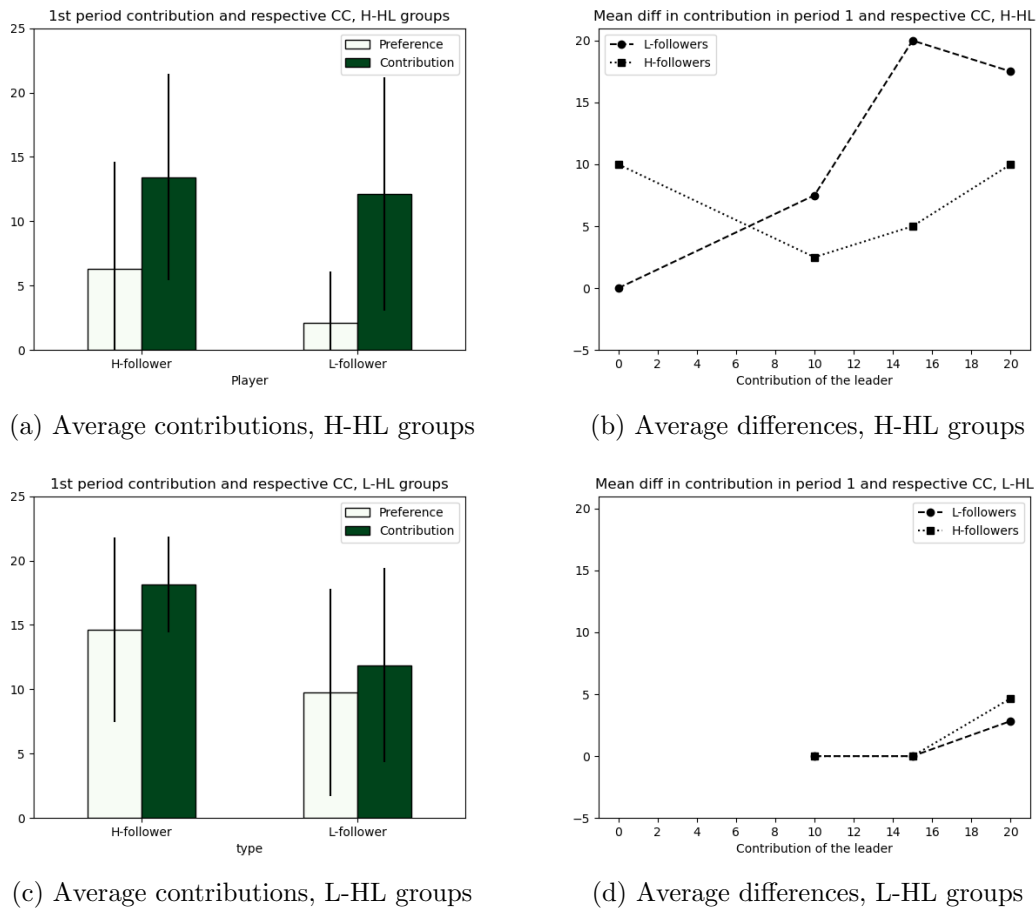 1st period contribution and respective CC, H-HL groups
25
20
15
10
5
0
Preference
Contribution
H-follower
L-follower
Player
(a) Average contributions, H-HL groups
Mean diff in contribution in period 1 and respective CC, H-HL
20
15
10
5
0
−5
L-followers
H-followers
0 2 4 6 8 10 12 14 16 18 20
Contribution of the leader
(b) Average differences, H-HL groups
1st period contribution and respective CC, L-HL groups
25
20
15
10
5
0
Preference
Contribution
H-follower
L-follower
type
(c) Average contributions, L-HL groups
Mean diff in contribution in period 1 and respective CC, L-HL
20
15
10
5
0
−5
L-followers
H-followers
0 2 4 6 8 10 12 14 16 18 20
Contribution of the leader
(d) Average differences, L-HL groups